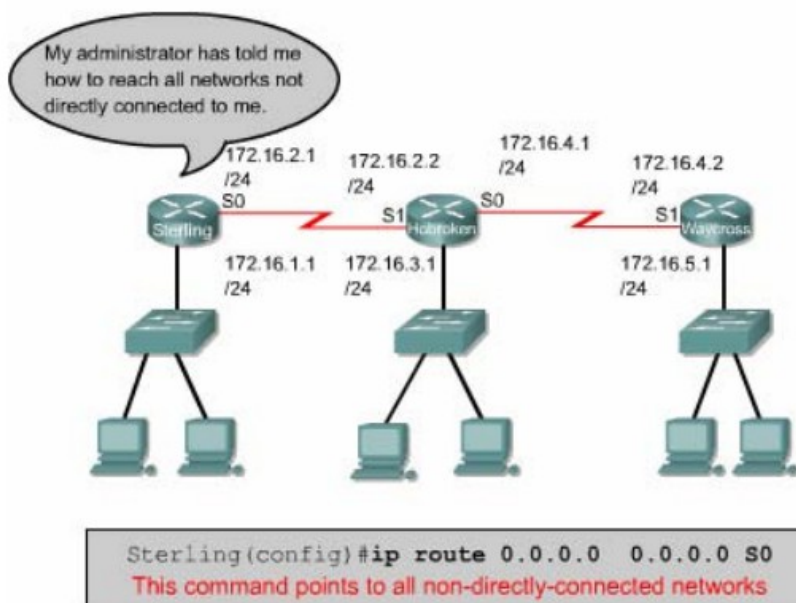 My administrator has told me
how to reach all networks not
directly connected to me.
172.16.2.1
/24
S0
172.16.2.2
/24
S1
172.16.4.1
/24
S0
172.16.4.2
/24
S1
Sterling
Hobroken
Waycross
172.16.1.1
/24
172.16.3.1
/24
172.16.5.1
/24
Sterling(config)#ip route 0.0.0.0 0.0.0.0 S0
This command points to all non-directly-connected networks